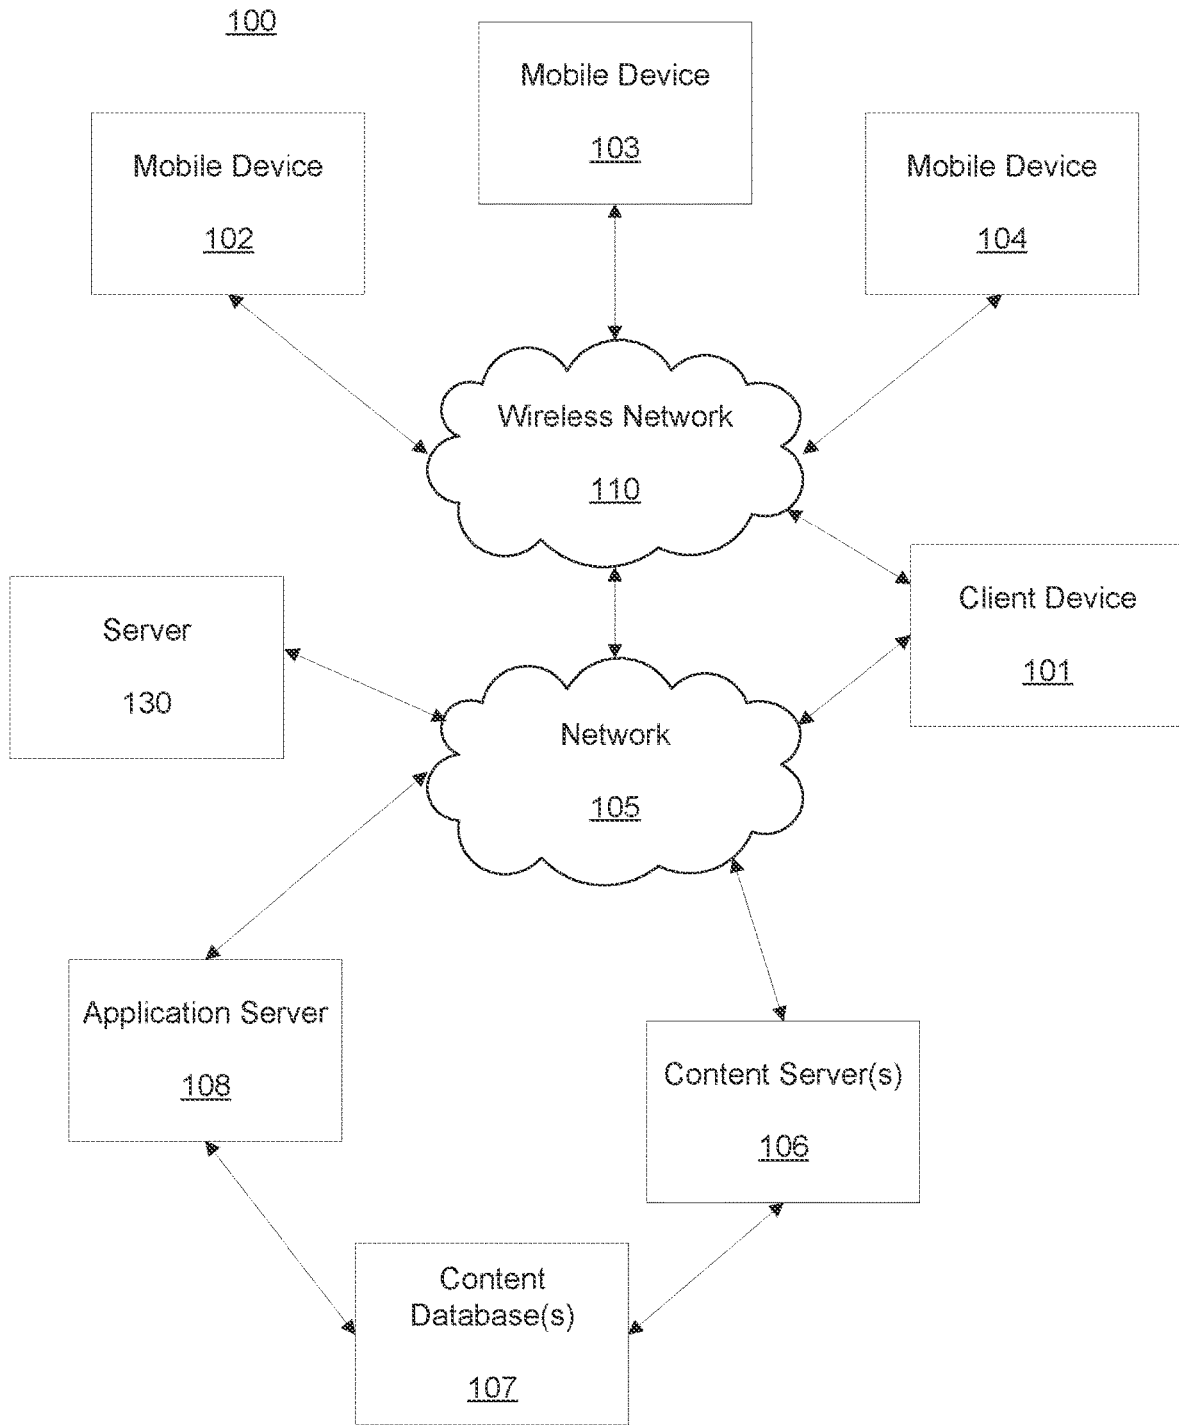 100
Mobile Device
103
Mobile Device
102
Mobile Device
104
Wireless Network
110
Client Device
101
Server
130
Network
105
Application Server
108
Content Server(s)
106
Content
Database(s)
107